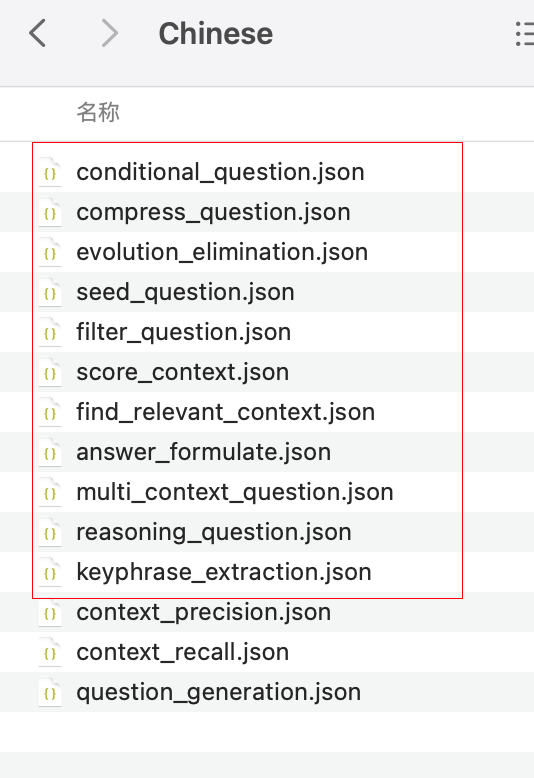 Chinese
名称
conditional_question.json
compress_question.json
evolution_elimination.json
seed_question.json
filter_question.json
score_context.json
find_relevant_context.json
answer_formulate.json
multi_context_question.json
reasoning_question.json
keyphrase_extraction.json
context_precision.json
context_recall.json
question_generation.json